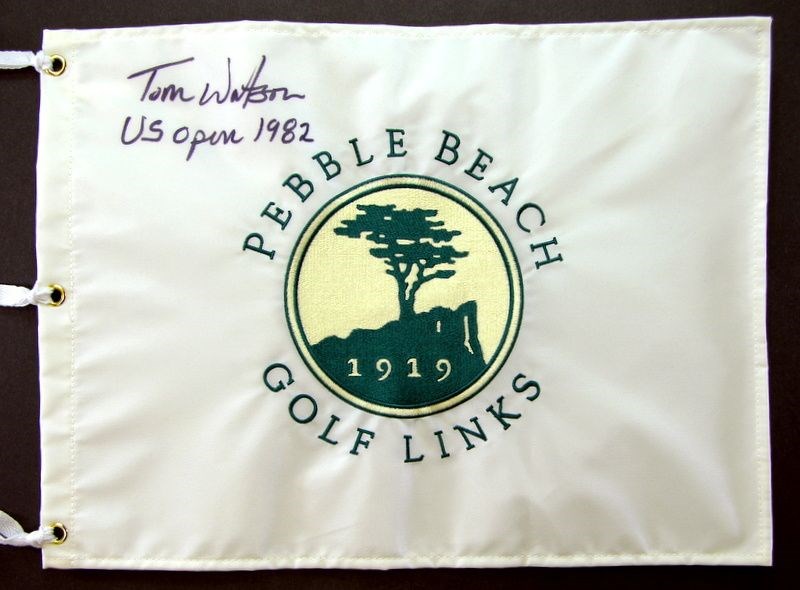 Tom Watson
US Open 1982
PEBBLE BEACH
1919
GOLF LINKS